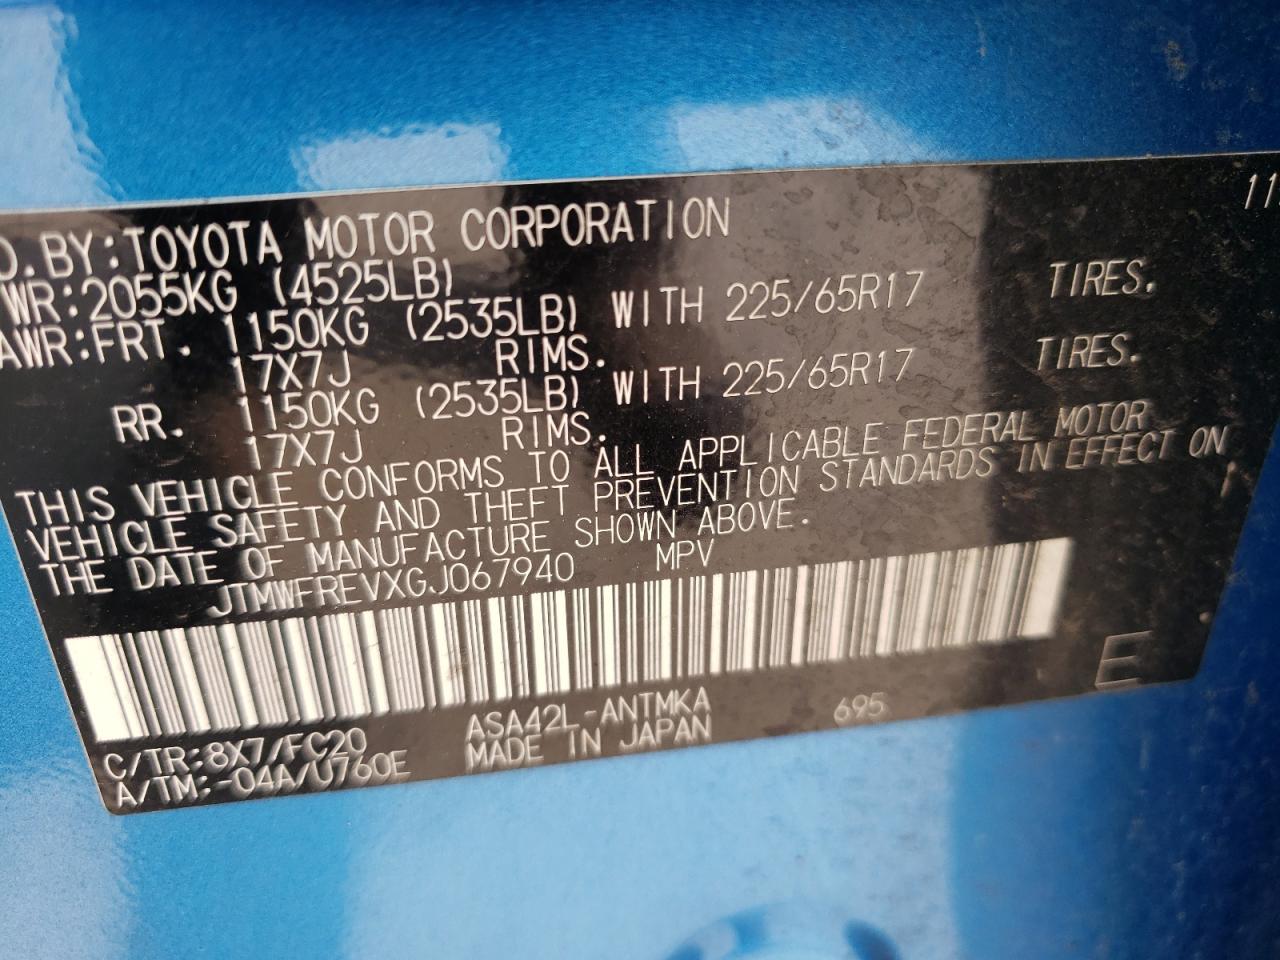 D.BY:TOYOTA MOTOR CORPORATION 11
WR:2055KG (4525LB)
AWR:FRT. 1150KG (2535LB) WITH 225/65R17 TIRES.
17X7J RIMS.
RR. 1150KG (2535LB) WITH 225/65R17 TIRES.
17X7J RIMS.
THIS VEHICLE CONFORMS TO ALL APPLICABLE FEDERAL MOTOR
VEHICLE SAFETY AND THEFT PREVENTION STANDARDS IN EFFECT ON
THE DATE OF MANUFACTURE SHOWN ABOVE.
JTMWFREVXGJ067940 MPV
C/TR:8X7/FC20 ASA42L-ANTMKA 695 E
A/TM:-04A/U760E MADE IN JAPAN